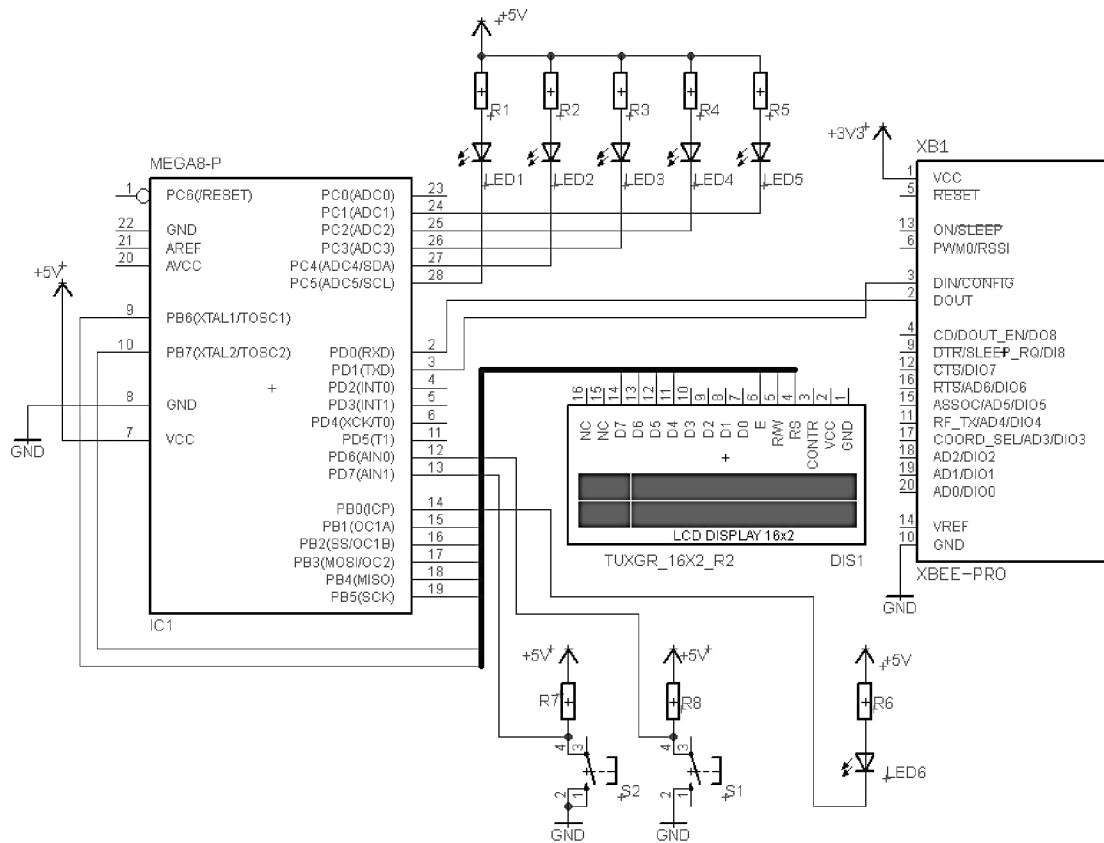 +5V
R1
R2
R3
R4
R5
LED1
LED2
LED3
LED4
LED5
MEGA8-P
1
PC6(/RESET)
22
GND
21
AREF
20
AVCC
+5V
9
PB6(XTAL1/TOSC1)
10
PB7(XTAL2/TOSC2)
8
GND
7
VCC
GND
PC0(ADC0)
23
PC1(ADC1)
24
PC2(ADC2)
25
PC3(ADC3)
26
PC4(ADC4/SDA)
27
PC5(ADC5/SCL)
28
PD0(RXD)
2
PD1(TXD)
3
PD2(INT0)
4
PD3(INT1)
5
PD4(XCK/T0)
6
PD5(T1)
11
PD6(AIN0)
12
PD7(AIN1)
13
PB0(ICP)
14
PB1(OC1A)
15
PB2(SS/OC1B)
16
PB3(MOSI/OC2)
17
PB4(MISO)
18
PB5(SCK)
19
IC1
16
15
14
13
12
11
10
9
8
7
6
5
4
3
2
1
NC
NC
D7
D6
D5
D4
D3
D2
D1
D0
E
R/W
RS
CONTR
VCC
GND
LCD DISPLAY 16x2
TUXGR_16X2_R2
DIS1
+3V3
XB1
1
VCC
5
RESET
13
ON/SLEEP
6
PWM0/RSSI
3
DIN/CONFIG
2
DOUT
4
CD/DOUT_EN/DO8
9
DTR/SLEEP_RQ/DI8
12
CTS/DIO7
16
RTS/AD6/DIO6
15
ASSOC/AD5/DIO5
11
RF_TX/AD4/DIO4
17
COORD_SEL/AD3/DIO3
18
AD2/DIO2
19
AD1/DIO1
20
AD0/DIO0
14
VREF
10
GND
XBEE-PRO
GND
+5V
R7
4
3
2
1
S2
GND
+5V
R8
4
3
2
1
S1
GND
+5V
R6
LED6